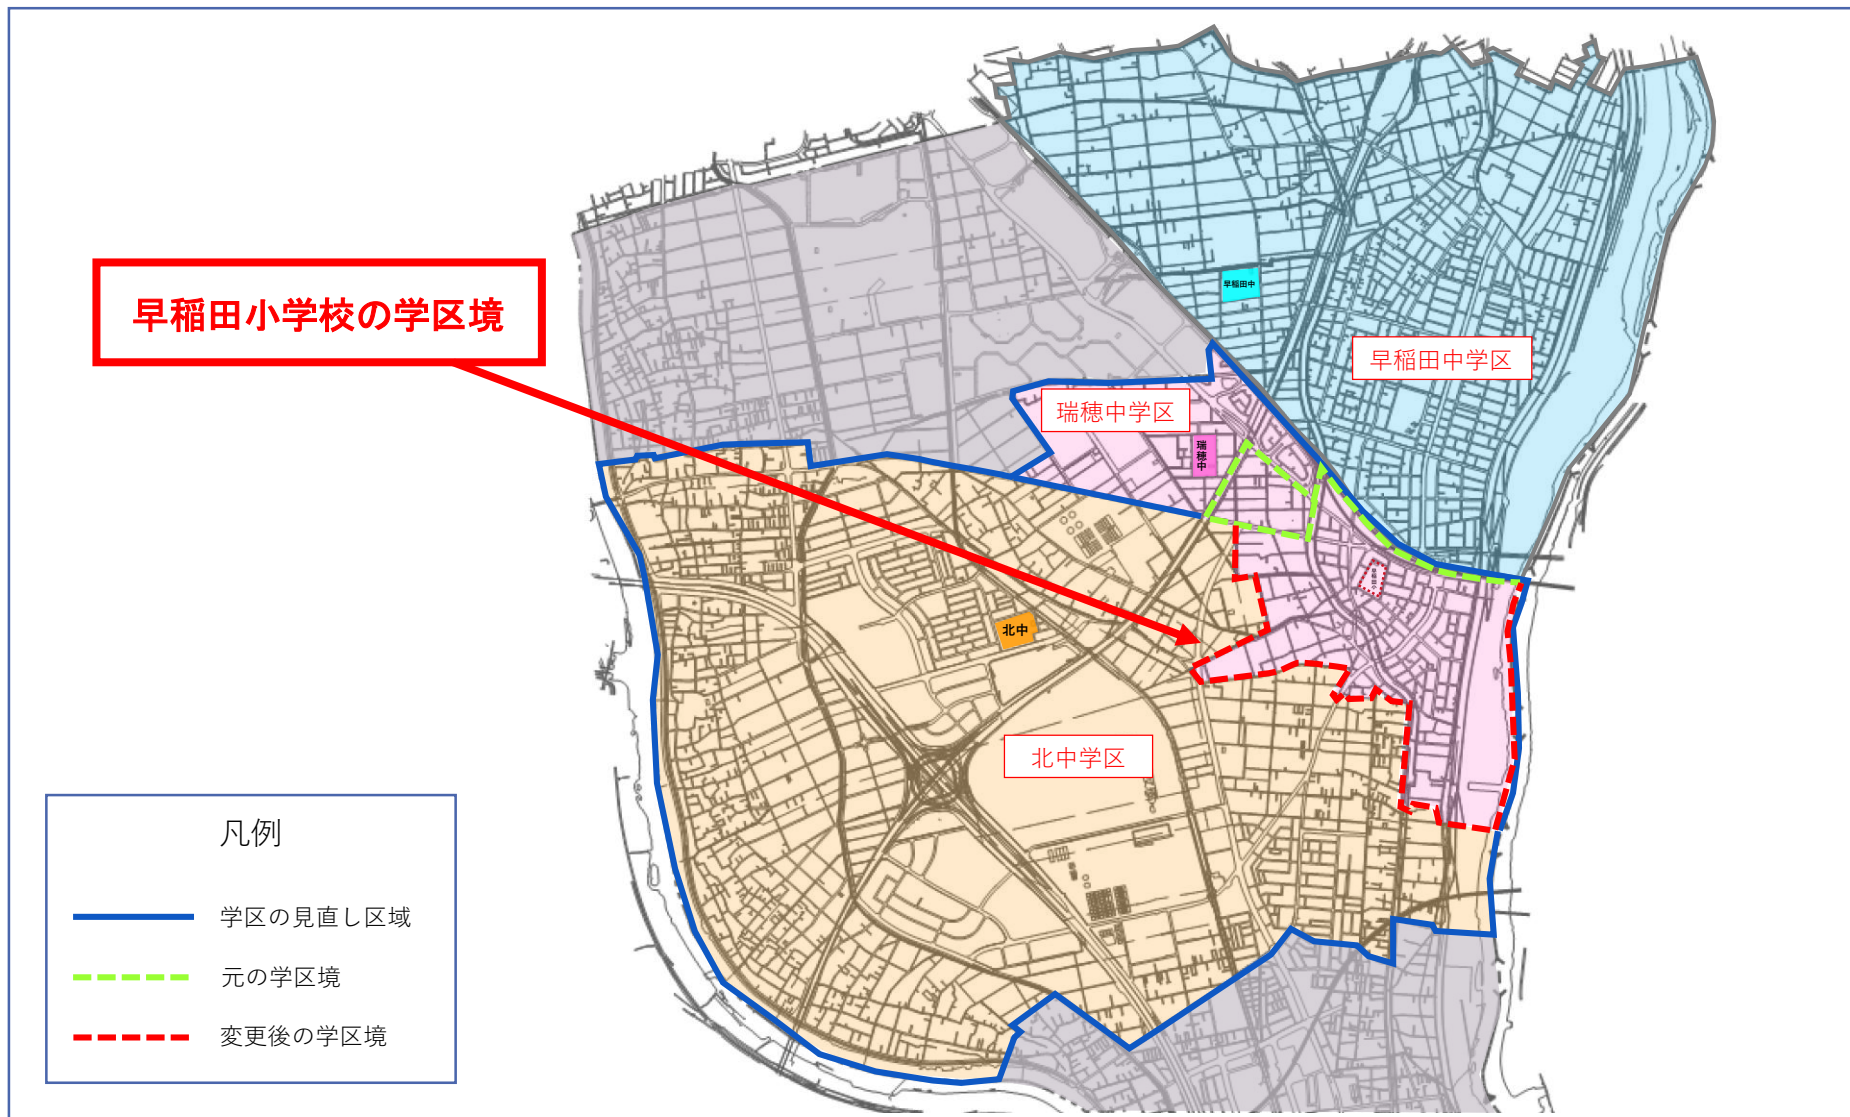 早稲田中
早稲田小学校の学区境
早稲田中学区
瑞穂中学区
瑞穂中
北中
北中学区
凡例
学区の見直し区域
元の学区境
変更後の学区境